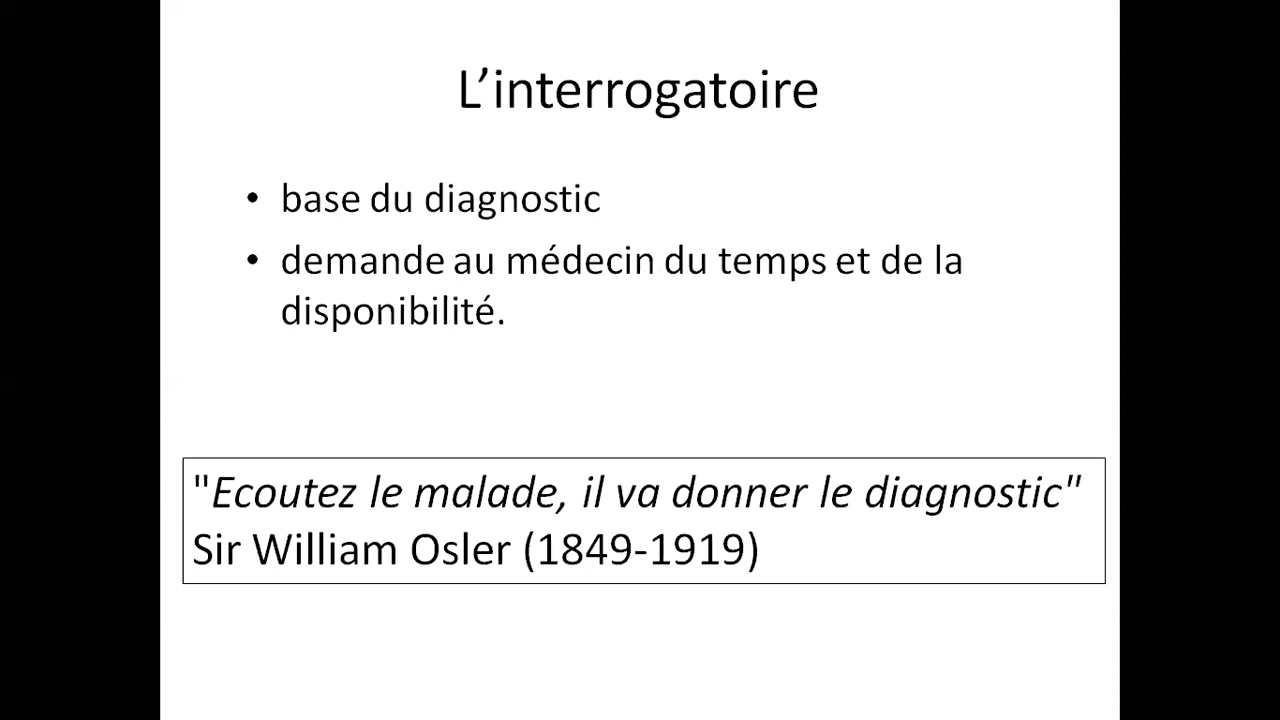 L’interrogatoire
• base du diagnostic
• demande au médecin du temps et de la
disponibilité.
"Ecoutez le malade, il va donner le diagnostic"
Sir William Osler (1849-1919)